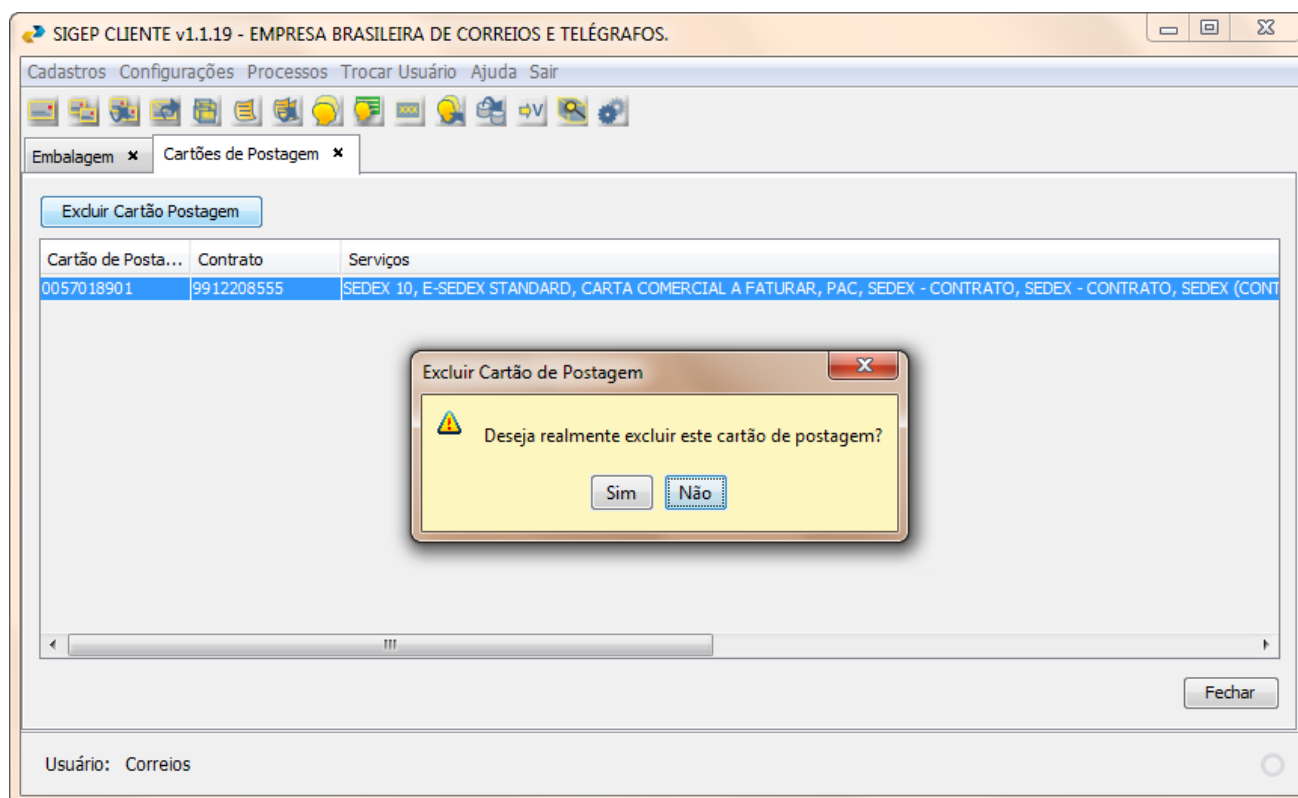 SIGEP CLIENTE v1.1.19 - EMPRESA BRASILEIRA DE CORREIOS E TELÉGRAFOS.
Cadastros Configurações Processos Trocar Usuário Ajuda Sair
Embalagem Cartões de Postagem
Excluir Cartão Postagem
Cartão de Posta... Contrato Serviços
0057018901 9912208555 SEDEX 10, E-SEDEX STANDARD, CARTA COMERCIAL A FATURAR, PAC, SEDEX - CONTRATO, SEDEX - CONTRATO, SEDEX (CONT
Excluir Cartão de Postagem
Deseja realmente excluir este cartão de postagem?
Sim Não
Fechar
Usuário: Correios